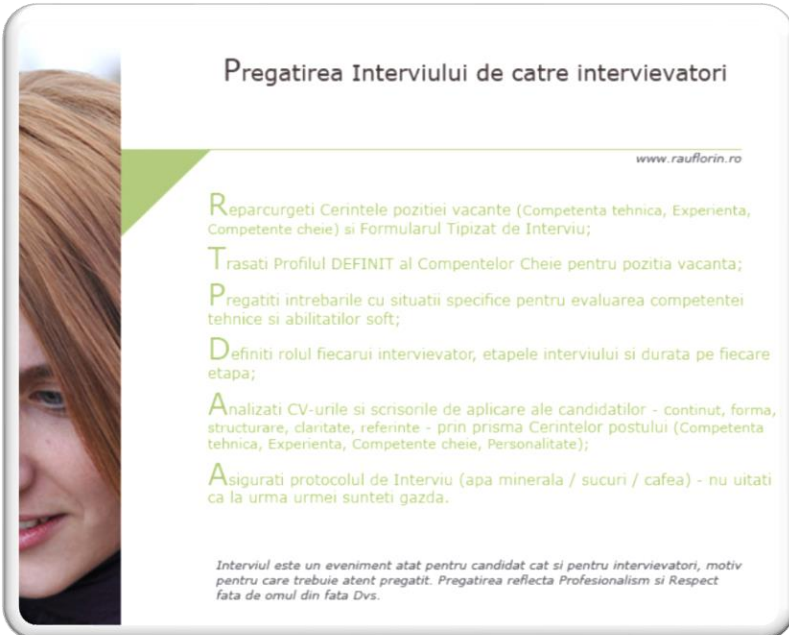 Pregatirea Interviului de catre intervievatori
www.rauflorin.ro
Reparcurgeti Cerintele pozitiei vacante (Competenta tehnica, Experienta,
Competente cheie) si Formularul Tipizat de Interviu;
Trasati Profilul DEFINIT al Compentelor Cheie pentru pozitia vacanta;
Pregatiti intrebarile cu situatii specifice pentru evaluarea competentei
tehnice si abilitatilor soft;
Definiti rolul fiecarui intervievator, etapele interviului si durata pe fiecare
etapa;
Analizati CV-urile si scrisorile de aplicare ale candidatilor - continut, forma,
structurare, claritate, referinte - prin prisma Cerintelor postului (Competenta
tehnica, Experienta, Competente cheie, Personalitate);
Asigurati protocolul de Interviu (apa minerala / sucuri / cafea) - nu uitati
ca la urma urmei sunteti gazda.
Interviul este un eveniment atat pentru candidat cat si pentru intervievatori, motiv
pentru care trebuie atent pregatit. Pregatirea reflecta Profesionalism si Respect
fata de omul din fata Dvs.